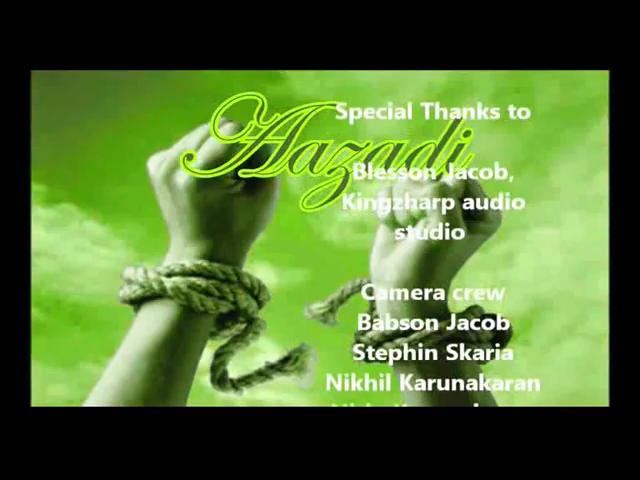 Aazadi
Special Thanks to
Blesson Jacob,
Kingzharp audio
studio
Camera crew
Babson Jacob
Stephin Skaria
Nikhil Karunakaran